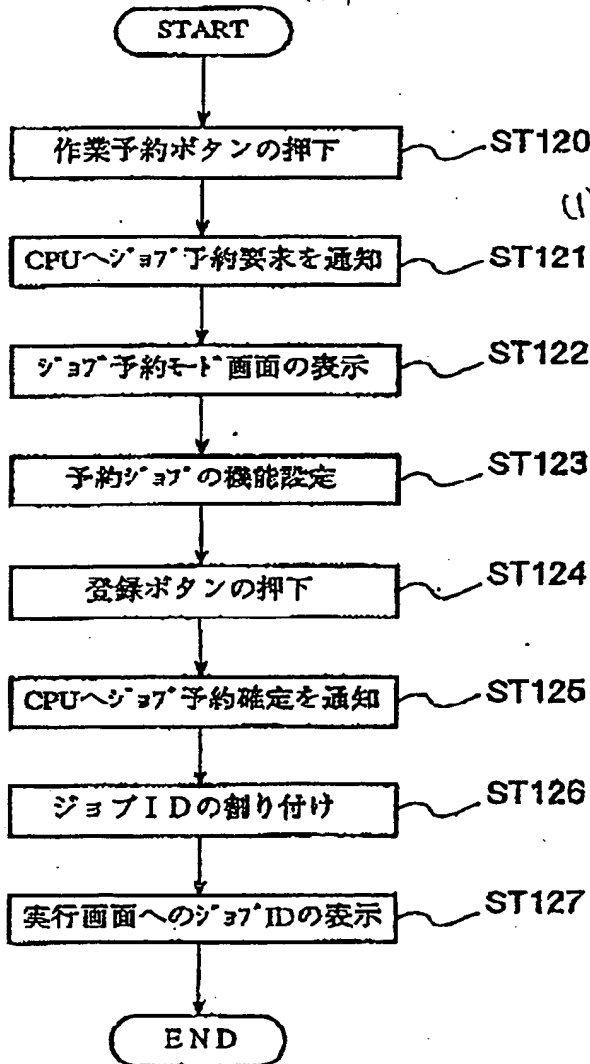 START
作業予約ボタンの押下 ST120
CPUへｼﾞｮﾌﾞ予約要求を通知 ST121
ｼﾞｮﾌﾞ予約ﾓｰﾄﾞ画面の表示 ST122
予約ｼﾞｮﾌﾞの機能設定 ST123
登録ボタンの押下 ST124
CPUへｼﾞｮﾌﾞ予約確定を通知 ST125
ジョブＩＤの割り付け ST126
実行画面へのｼﾞｮﾌﾞIDの表示 ST127
END